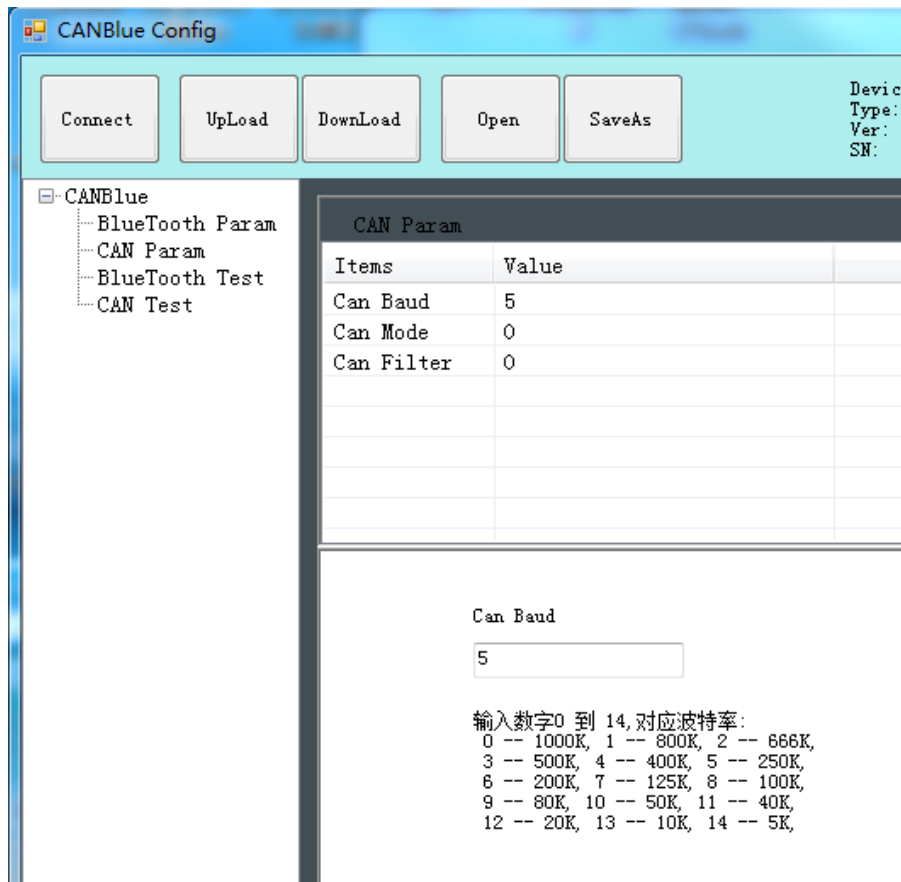 CANBlue Config
Connect UpLoad DownLoad Open SaveAs
Type:
Ver:
SN:
CANBlue
BlueTooth Param
CAN Param
BlueTooth Test
CAN Test
CAN Param
Items Value
Can Baud 5
Can Mode 0
Can Filter 0
Can Baud
5
输入数字0 到 14,对应波特率:
0 -- 1000K, 1 -- 800K, 2 -- 666K,
3 -- 500K, 4 -- 400K, 5 -- 250K,
6 -- 200K, 7 -- 125K, 8 -- 100K,
9 -- 80K, 10 -- 50K, 11 -- 40K,
12 -- 20K, 13 -- 10K, 14 -- 5K,